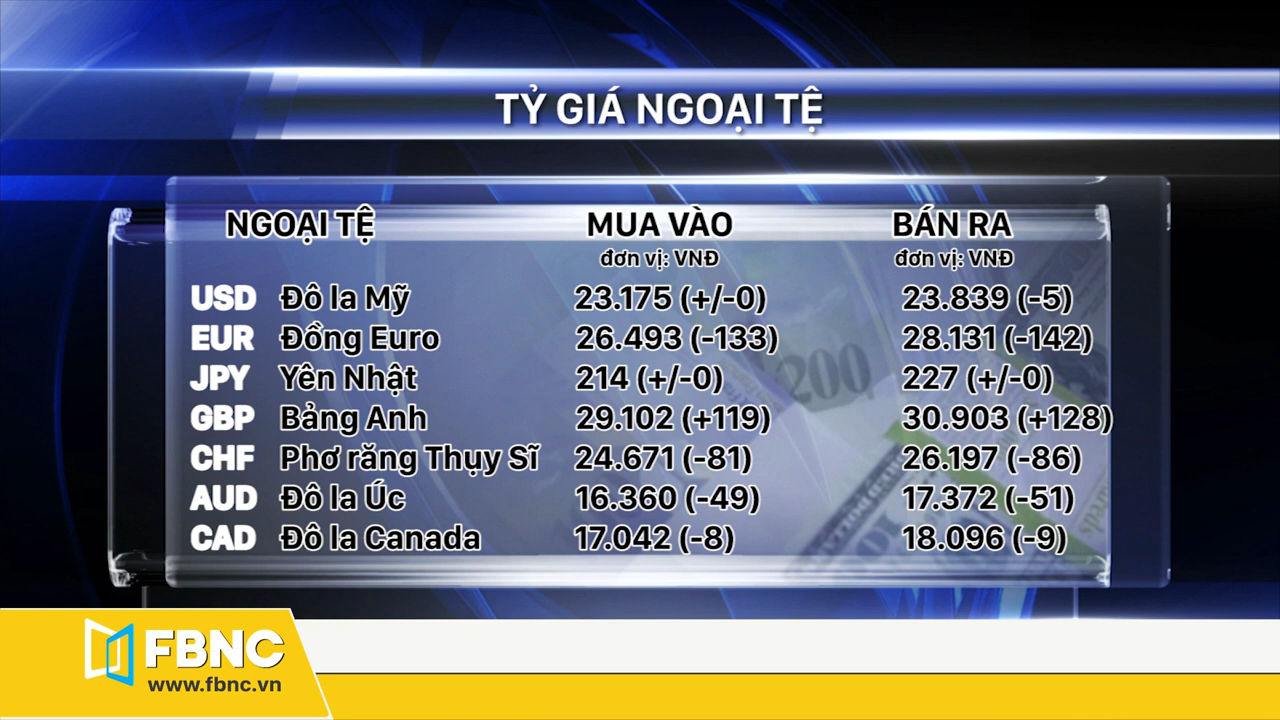 TỶ GIÁ NGOẠI TỆ
NGOẠI TỆ MUA VÀO BÁN RA
đơn vị: VNĐ đơn vị: VNĐ
USD Đô la Mỹ 23.175 (+/-0) 23.839 (-5)
EUR Đồng Euro 26.493 (-133) 28.131 (-142)
JPY Yên Nhật 214 (+/-0) 227 (+/-0)
GBP Bảng Anh 29.102 (+119) 30.903 (+128)
CHF Phơ răng Thụy Sĩ 24.671 (-81) 26.197 (-86)
AUD Đô la Úc 16.360 (-49) 17.372 (-51)
CAD Đô la Canada 17.042 (-8) 18.096 (-9)
200
FBNC
www.fbnc.vn